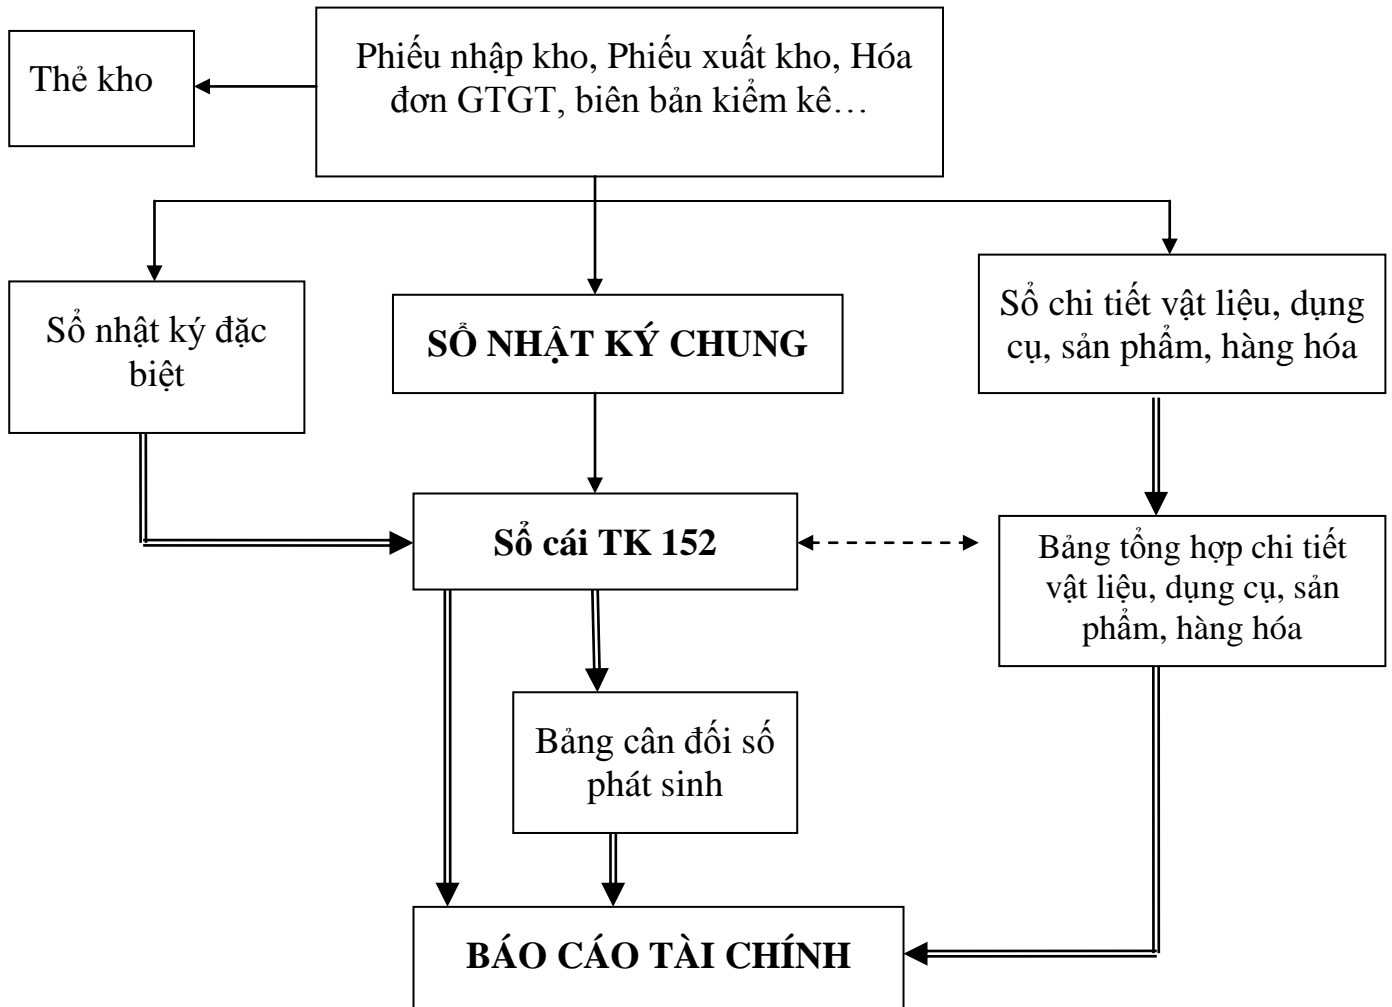 Thẻ kho
Phiếu nhập kho, Phiếu xuất kho, Hóa
đơn GTGT, biên bản kiểm kê…
Sổ nhật ký đặc
biệt
SỔ NHẬT KÝ CHUNG
Sổ chi tiết vật liệu, dụng
cụ, sản phẩm, hàng hóa
Sổ cái TK 152
Bảng tổng hợp chi tiết
vật liệu, dụng cụ, sản
phẩm, hàng hóa
Bảng cân đối số
phát sinh
BÁO CÁO TÀI CHÍNH